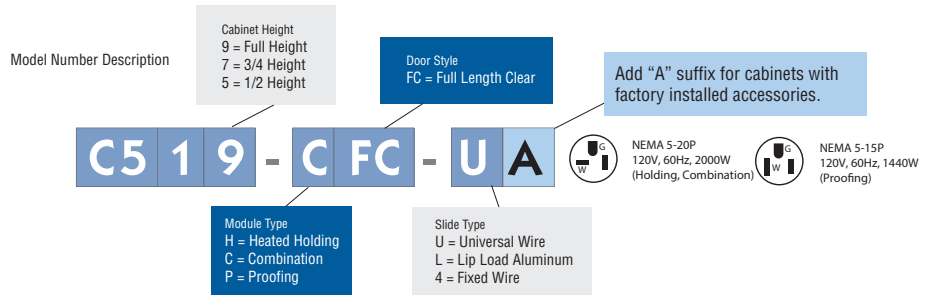 Model Number Description
Cabinet Height
9 = Full Height
7 = 3/4 Height
5 = 1/2 Height
Door Style
FC = Full Length Clear
Add “A” suffix for cabinets with
factory installed accessories.
C5 1 9 - C FC - U A
G
W
NEMA 5-20P
120V, 60Hz, 2000W
(Holding, Combination)
G
W
NEMA 5-15P
120V, 60Hz, 1440W
(Proofing)
Module Type
H = Heated Holding
C = Combination
P = Proofing
Slide Type
U = Universal Wire
L = Lip Load Aluminum
4 = Fixed Wire